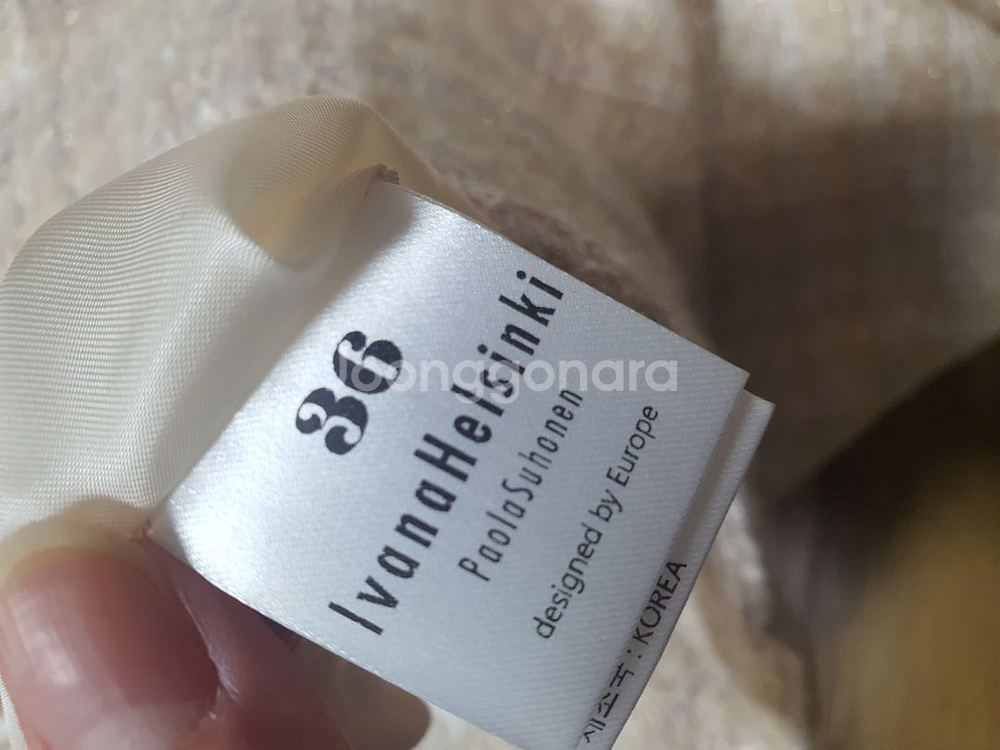 36
IvanaHelsinki
PaolaSuhonen
designed by Europe
제조국 : KOREA
joonggonara